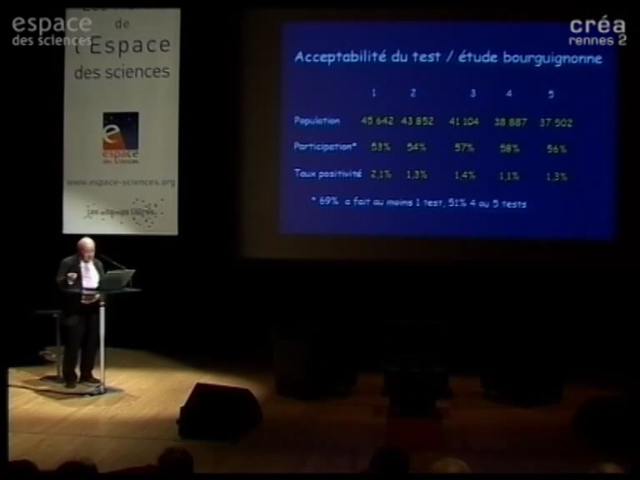 espace
des sciences
créa
rennes 2
de
l'Espace
des sciences
e
espace
des sciences
www.espace-sciences.org
Acceptabilité du test / étude bourguignonne
1 2 3 4 5
Population 45 642 43 852 41 104 38 887 37 502
Participation* 53% 54% 57% 58% 56%
Taux positivité 2,1% 1,3% 1,4% 1,1% 1,3%
* 69% a fait au moins 1 test, 51% 4 ou 5 tests